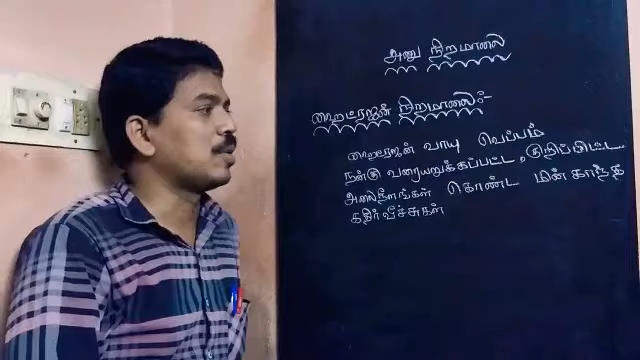 அணு நிறமாலை
ஹைட்ரஜன் நிறமாலை:-
ஹைட்ரஜன் வாயு வெப்பம்
நன்கு வரையறுக்கப்பட்ட, குறிப்பிட்ட
அலைநீளங்கள் கொண்ட மின்காந்த
கதிர்வீச்சுகள்